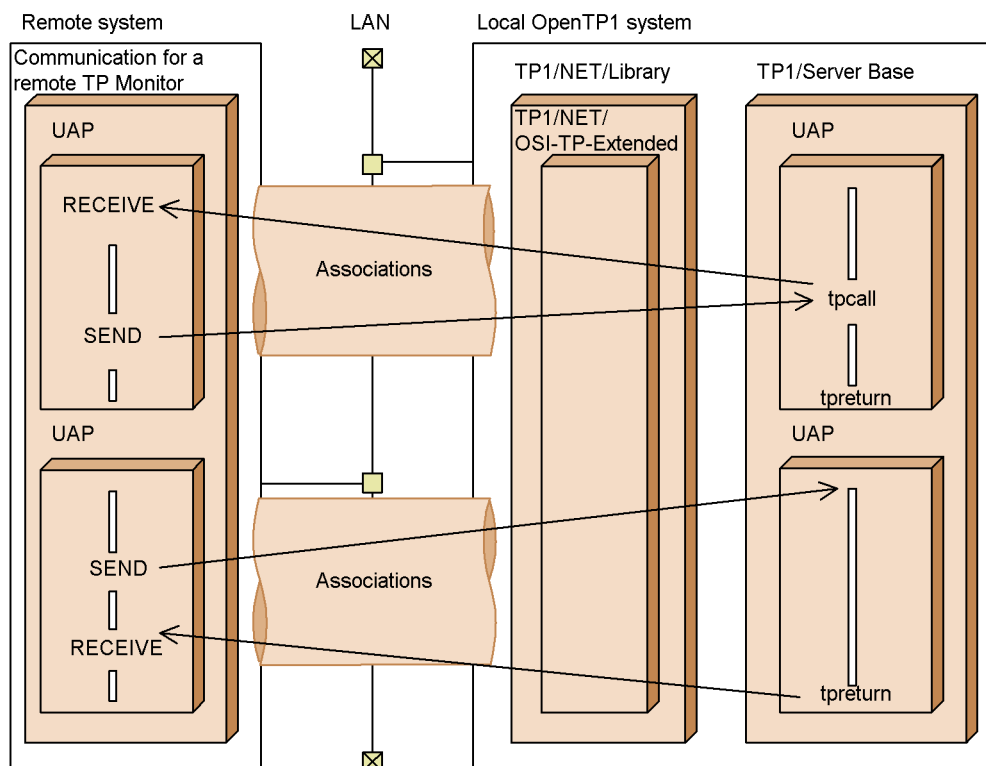 Remote system
LAN
Local OpenTP1 system
Communication for a
remote TP Monitor
TP1/NET/Library
TP1/Server Base
UAP
TP1/NET/
OSI-TP-Extended
UAP
RECEIVE
Associations
tpcall
SEND
tpreturn
UAP
UAP
SEND
Associations
RECEIVE
tpreturn